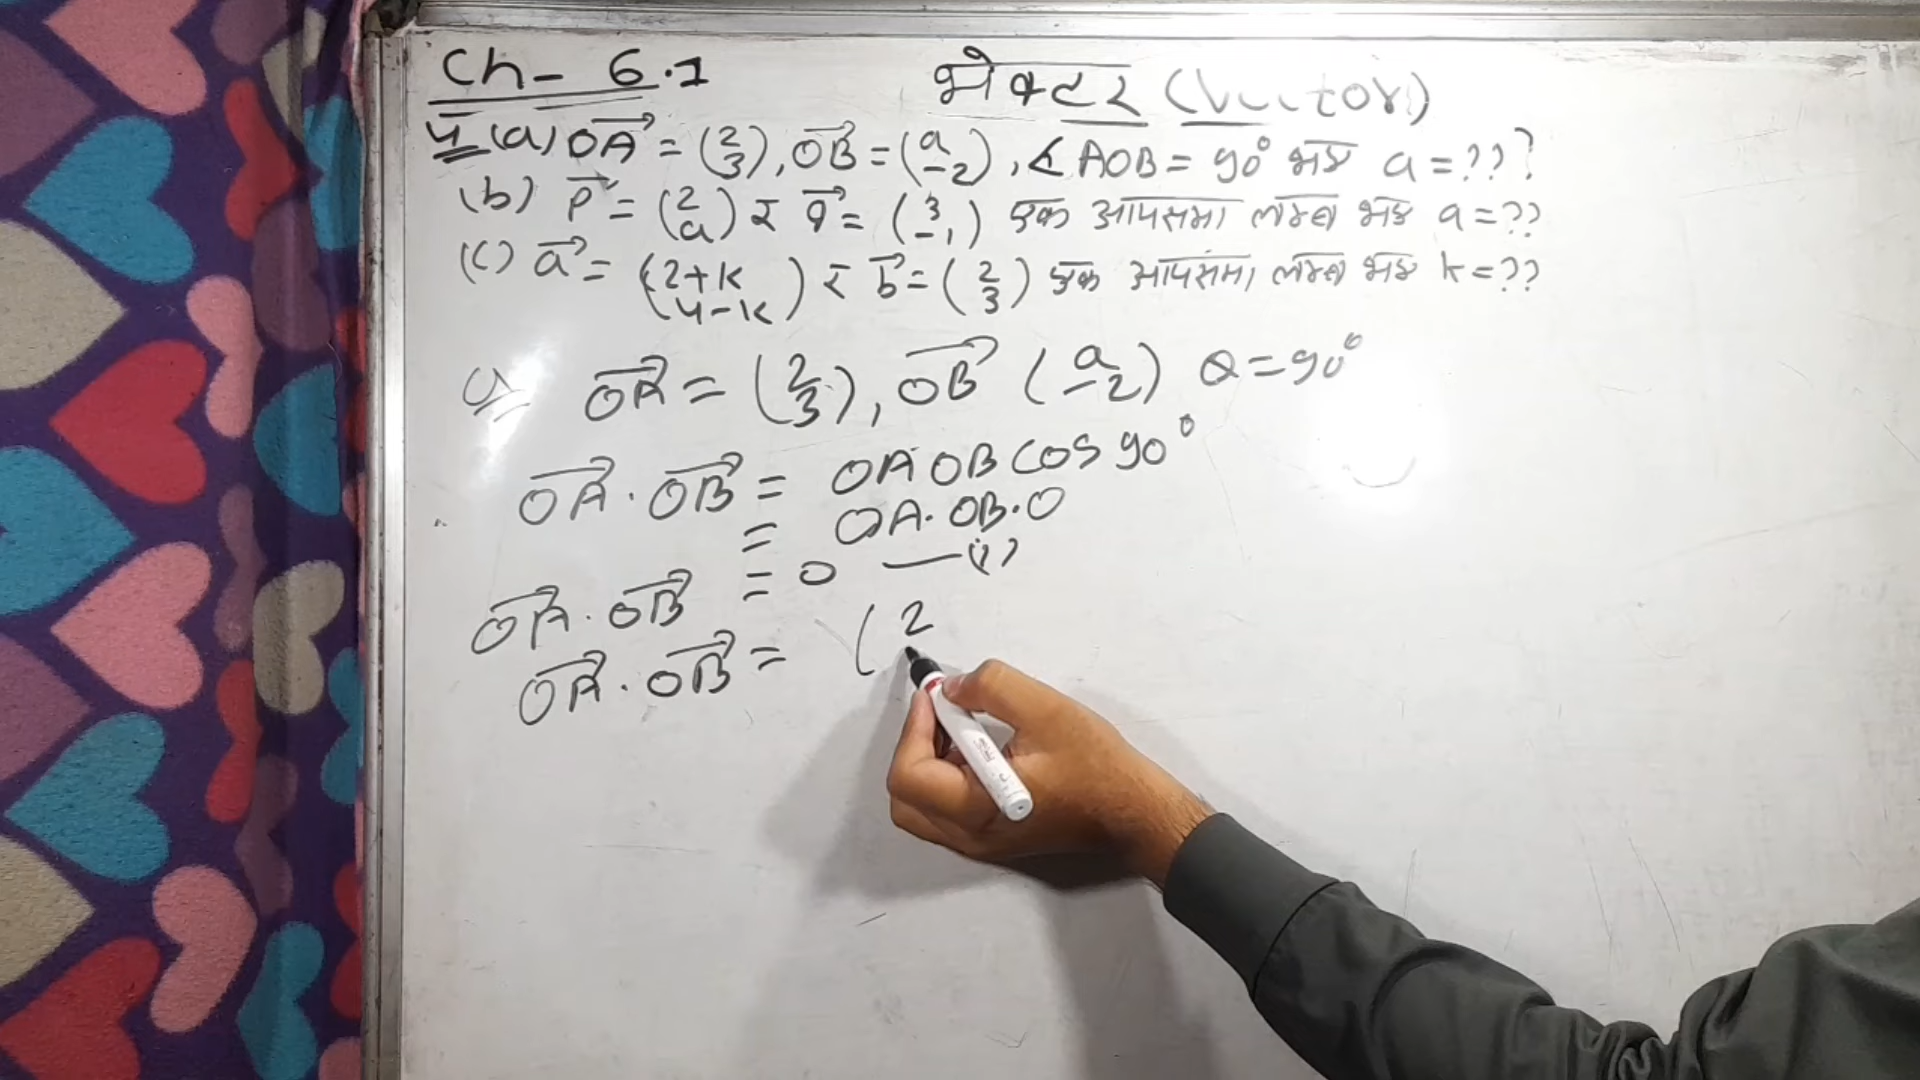 Ch - 6.1
भेक्टर (Vector)
4 (a) OA→ = (2 3), OB→ = (a -2), ∡AOB = 90° भए a = ???
(b) p→ = (2 a) र q→ = (3 -1) एक आपसमा लम्ब भए a = ??
(c) a→ = (2+k 4-k) र b→ = (2 3) एक आपसमा लम्ब भए k = ??
a) OA→ = (2 3), OB→ (a -2) θ = 90°
OA→ . OB→ = OA OB cos 90°
= OA . OB . 0
OA→ . OB→ = 0 — (i)
OA→ . OB→ = ( 2